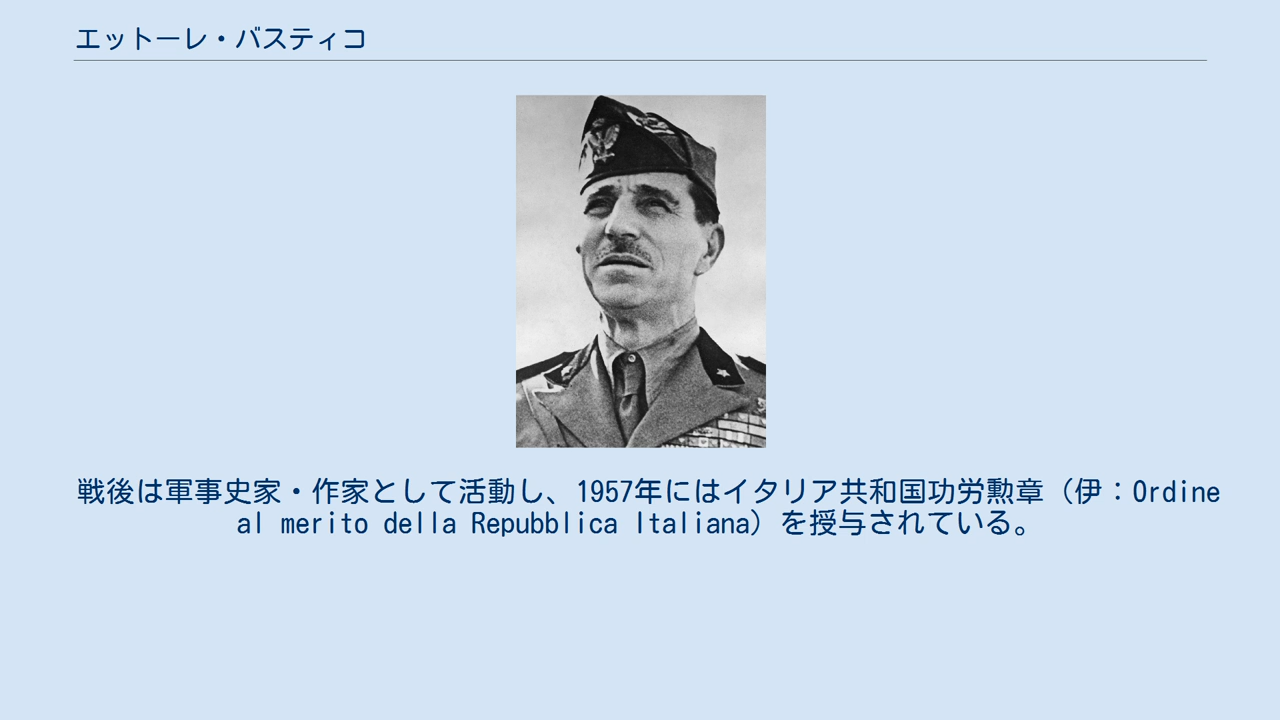 エットーレ・バスティコ
戦後は軍事史家・作家として活動し、1957年にはイタリア共和国功労勲章（伊：Ordine
al merito della Repubblica Italiana）を授与されている。